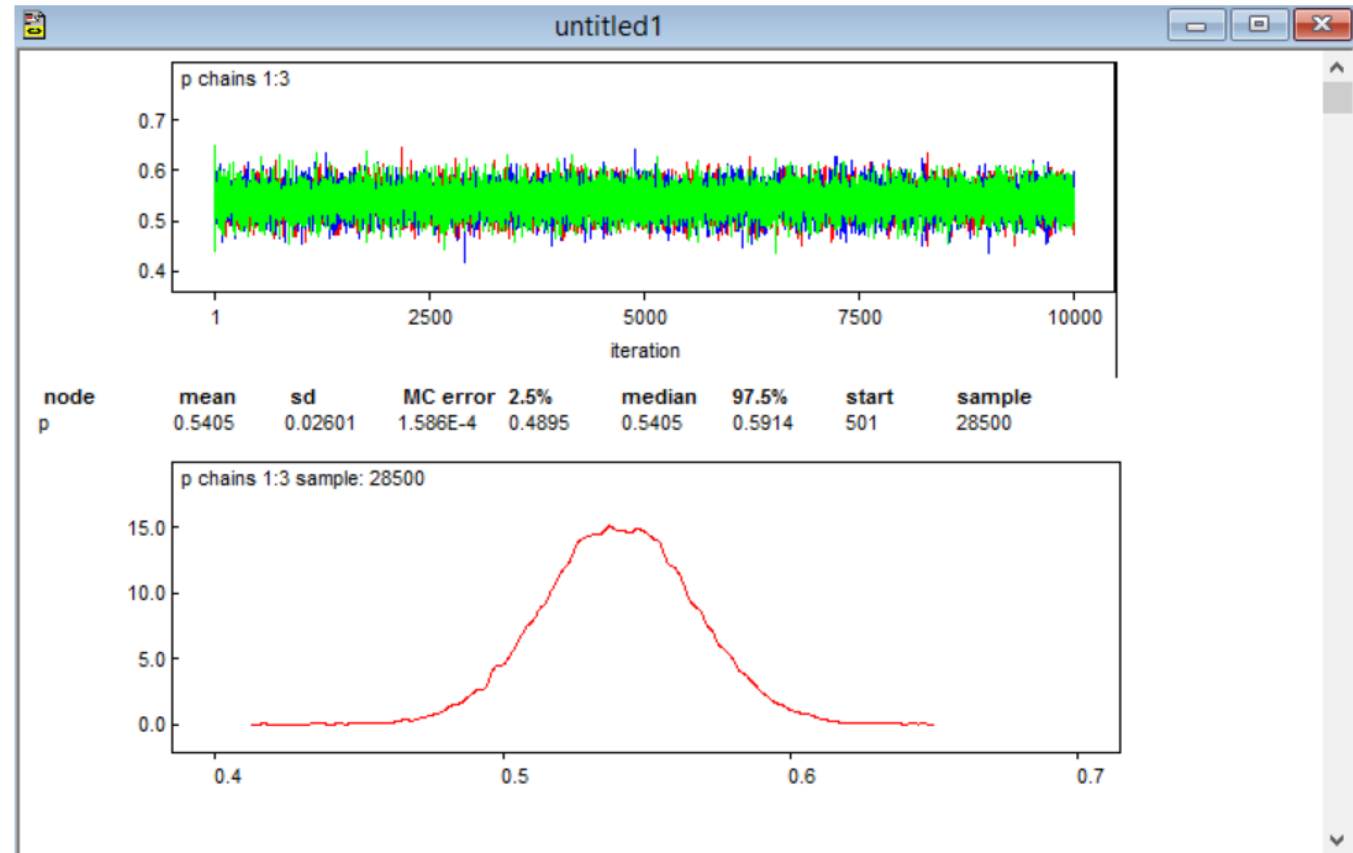 untitled1
p chains 1:3
0.7
0.6
0.5
0.4
1 2500 5000 7500 10000
iteration
node mean sd MC error 2.5% median 97.5% start sample
p 0.5405 0.02601 1.586E-4 0.4895 0.5405 0.5914 501 28500
p chains 1:3 sample: 28500
15.0
10.0
5.0
0.0
0.4 0.5 0.6 0.7